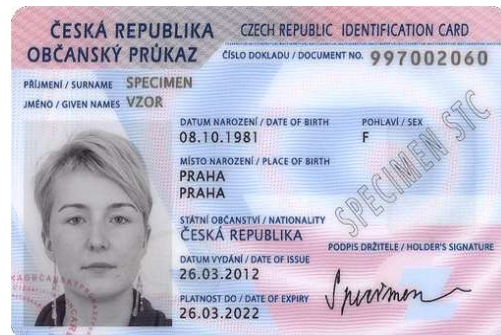 ČESKÁ REPUBLIKA CZECH REPUBLIC IDENTIFICATION CARD
OBČANSKÝ PRŮKAZ ČÍSLO DOKLADU / DOCUMENT NO. 997002060
PŘÍJMENÍ / SURNAME SPECIMEN
JMÉNO / GIVEN NAMES VZOR
DATUM NAROZENÍ / DATE OF BIRTH POHLAVÍ / SEX
08.10.1981 F
MÍSTO NAROZENÍ / PLACE OF BIRTH
PRAHA
PRAHA
SPECIMEN STC
STÁTNÍ OBČANSTVÍ / NATIONALITY
ČESKÁ REPUBLIKA
PODPIS DRŽITELE / HOLDER'S SIGNATURE
DATUM VYDÁNÍ / DATE OF ISSUE
26.03.2012
Specimen
PLATNOST DO / DATE OF EXPIRY
26.03.2022